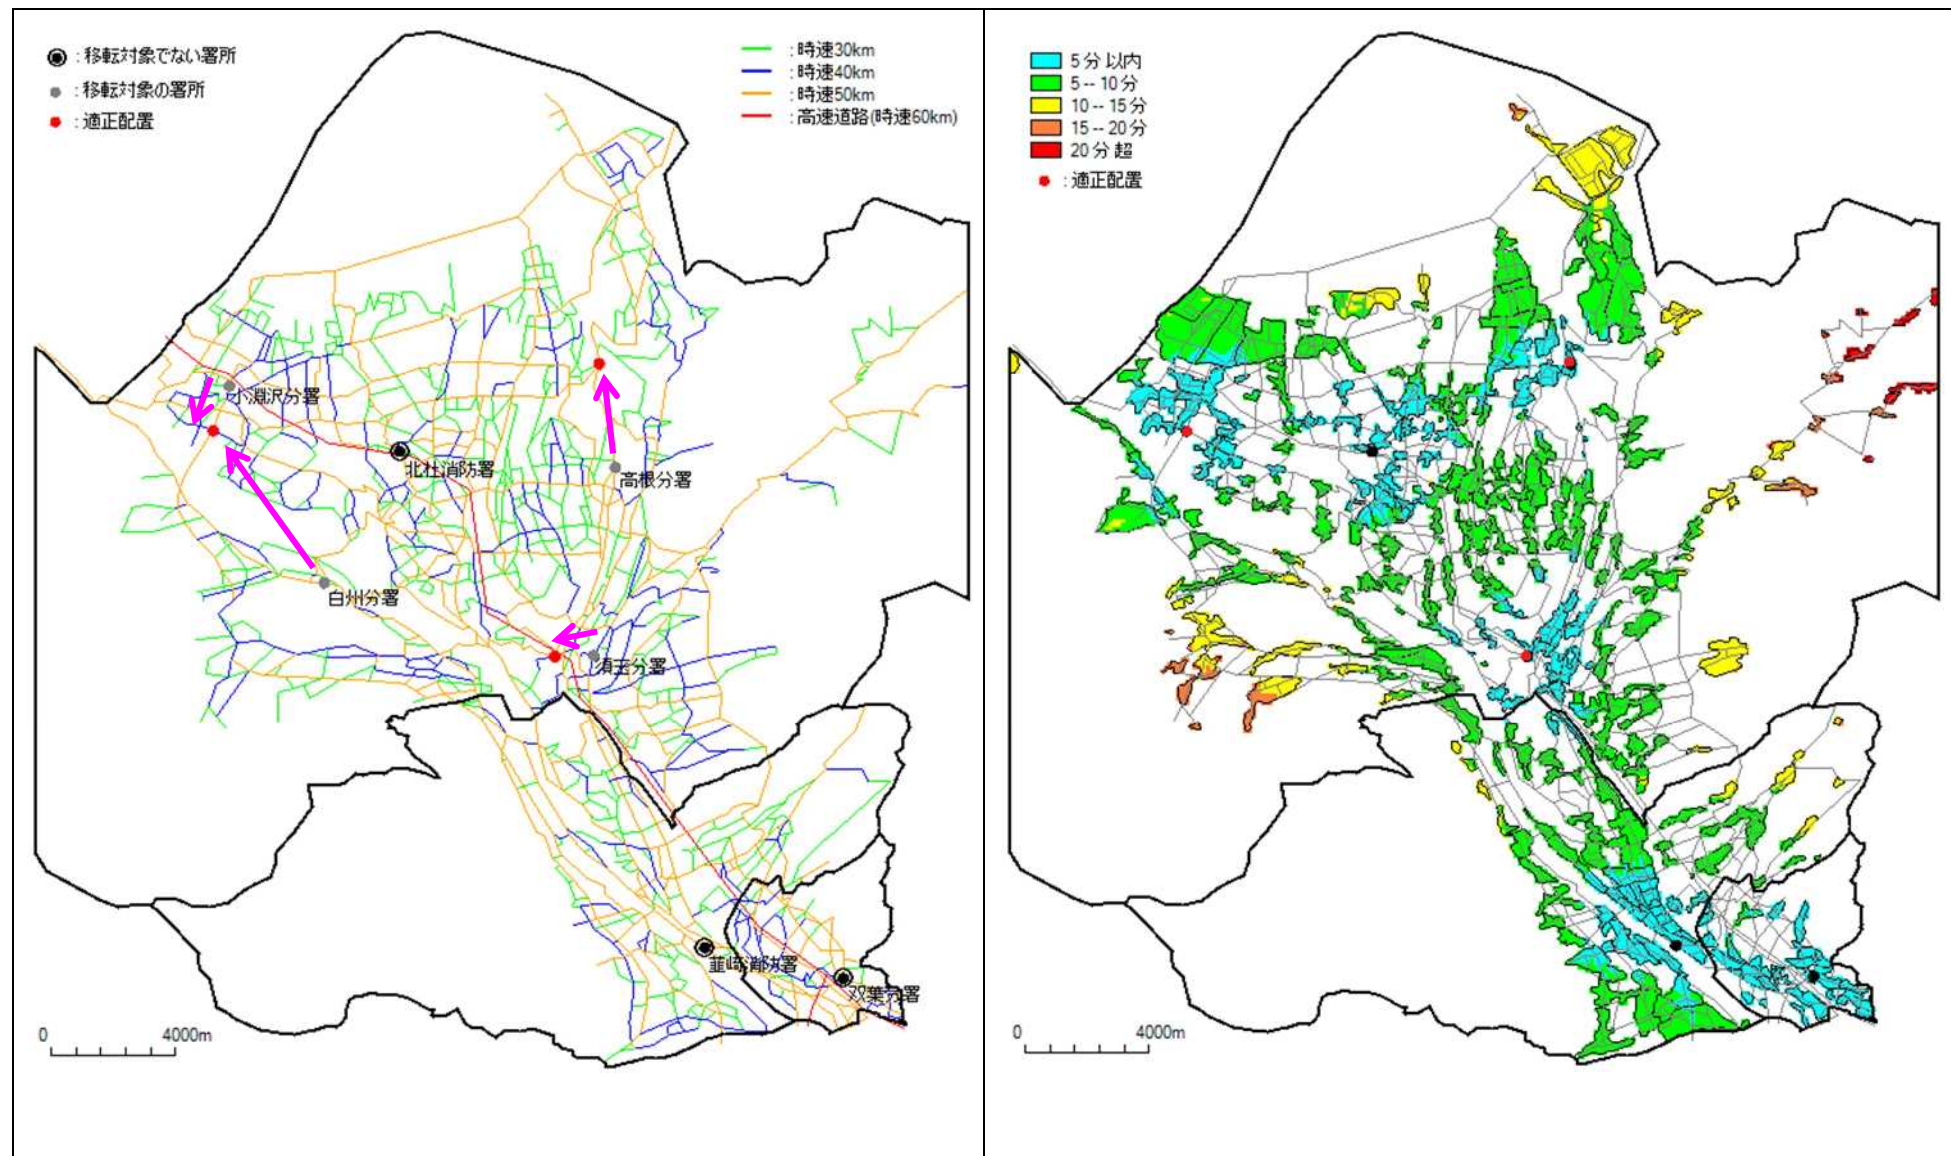 ：移転対象でない署所
：移転対象の署所
：適正配置
：時速30km
：時速40km
：時速50km
：高速道路(時速60km)
小淵沢分署
北杜消防署
高根分署
白州分署
須玉分署
韮崎消防署
双葉分署
0 4000m
5分以内
5 -- 10分
10 -- 15分
15 -- 20分
20分超
：適正配置
0 4000m